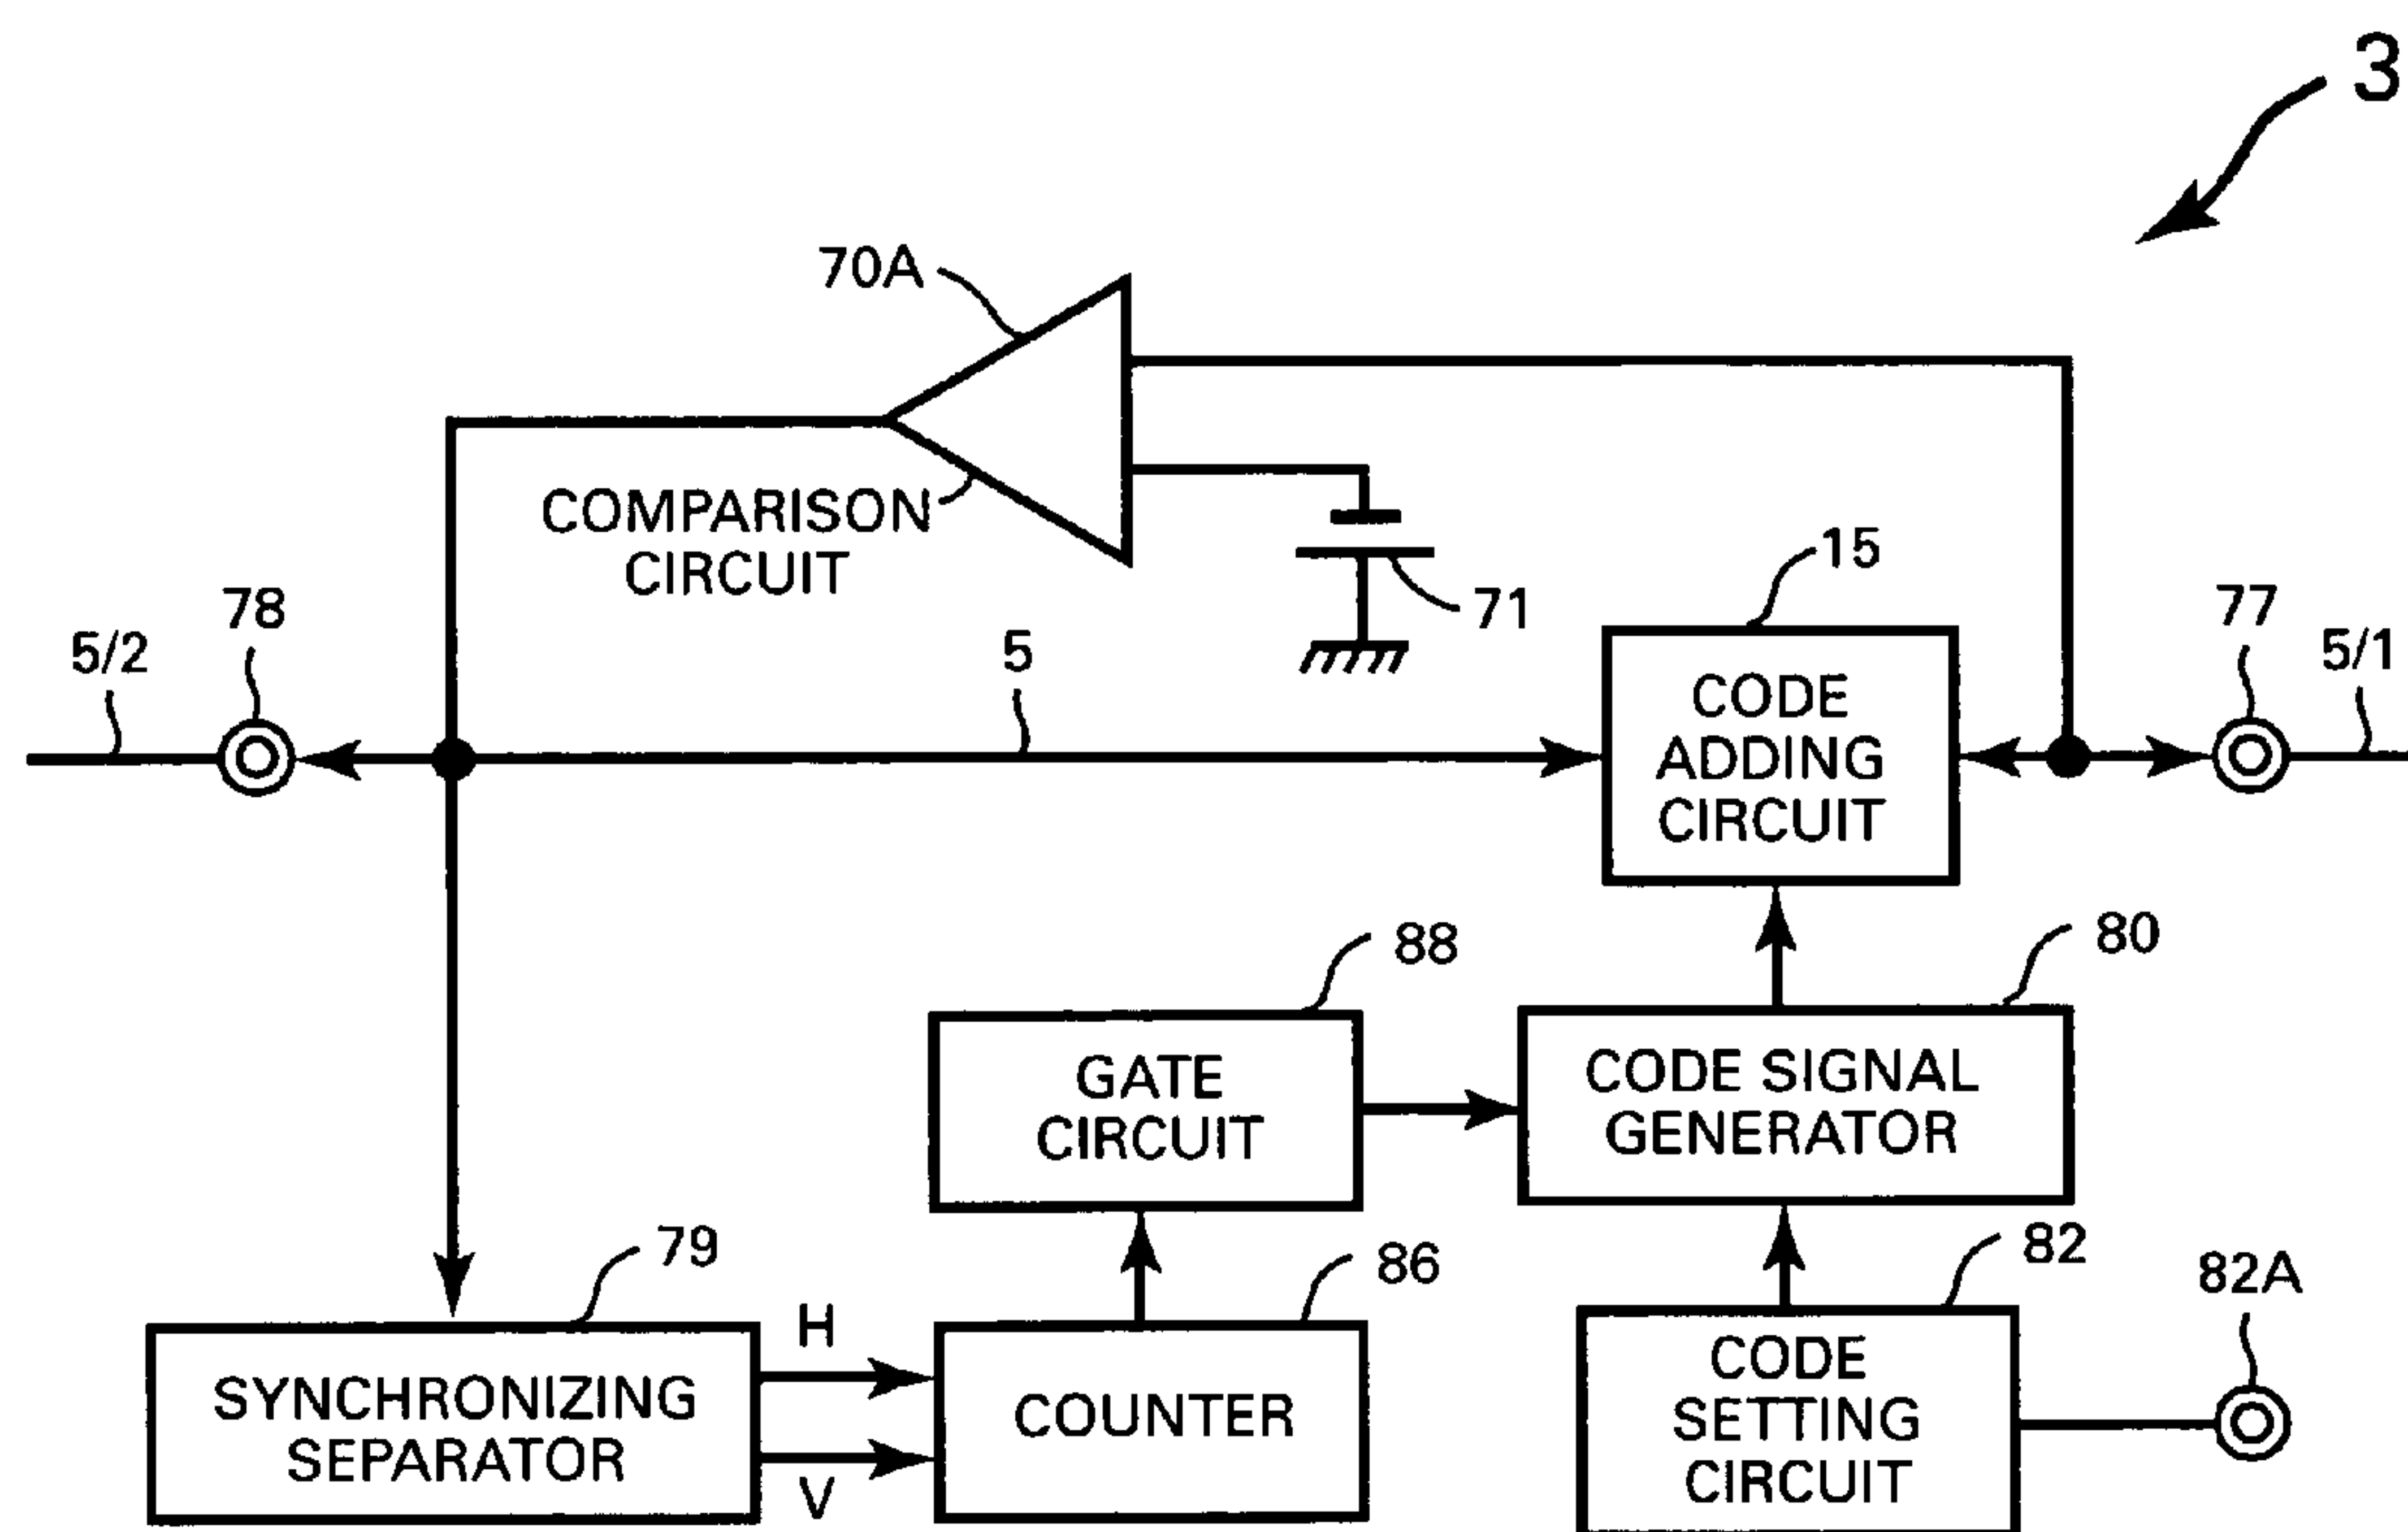 3
70A
COMPARISON
CIRCUIT
71
15
78
5/2
5
77
5/1
CODE
ADDING
CIRCUIT
88
80
GATE
CIRCUIT
CODE SIGNAL
GENERATOR
79
86
82
82A
H
V
SYNCHRONIZING
SEPARATOR
COUNTER
CODE
SETTING
CIRCUIT